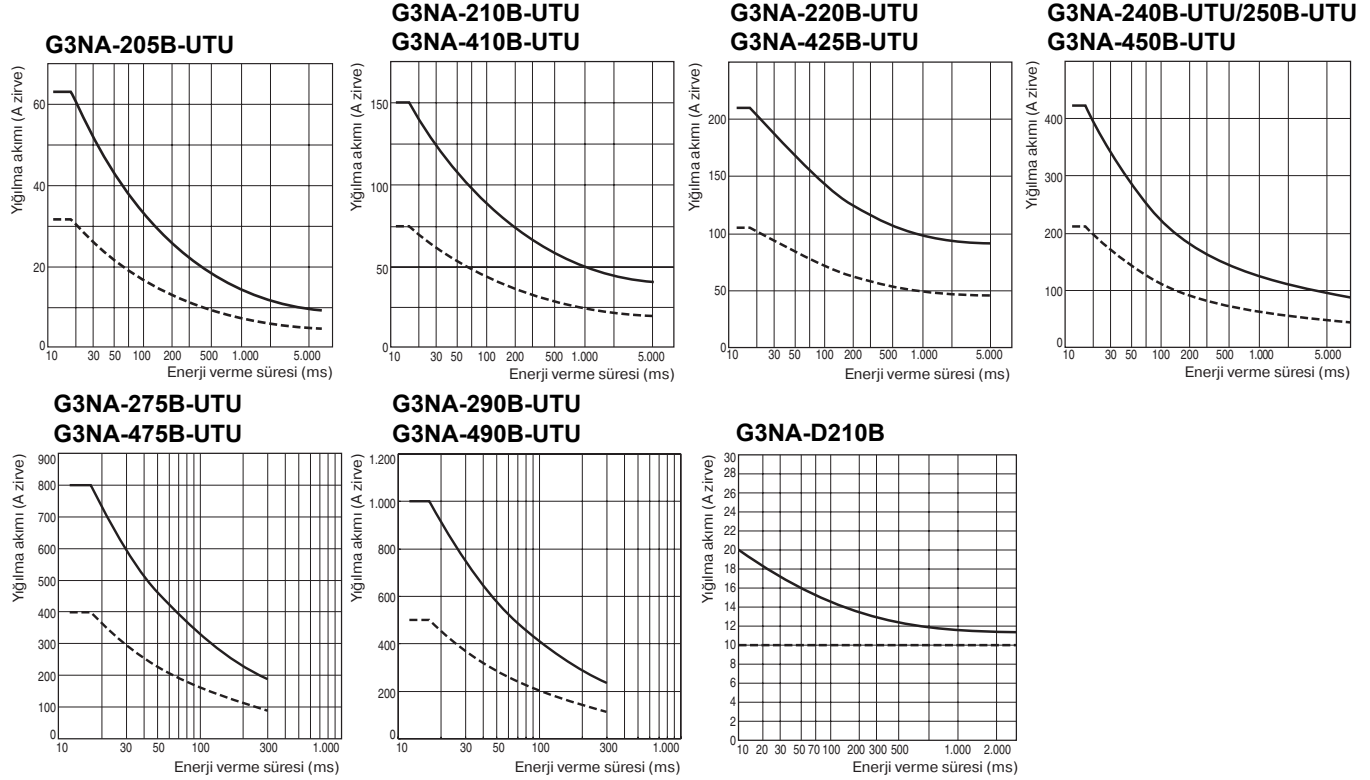 G3NA-205B-UTU
Yığılma akımı (A zirve)
60
40
20
0
10 30 50 100 200 500 1.000 5.000
Enerji verme süresi (ms)
G3NA-210B-UTU
G3NA-410B-UTU
Yığılma akımı (A zirve)
150
100
50
0
10 30 50 100 200 500 1.000 5.000
Enerji verme süresi (ms)
G3NA-220B-UTU
G3NA-425B-UTU
Yığılma akımı (A zirve)
200
150
100
50
0
10 30 50 100 200 500 1.000 5.000
Enerji verme süresi (ms)
G3NA-240B-UTU/250B-UTU
G3NA-450B-UTU
Yığılma akımı (A zirve)
400
300
200
100
0
10 30 50 100 200 500 1.000 5.000
Enerji verme süresi (ms)
G3NA-275B-UTU
G3NA-475B-UTU
Yığılma akımı (A zirve)
900
800
700
600
500
400
300
200
100
0
10 30 50 100 300 1.000
Enerji verme süresi (ms)
G3NA-290B-UTU
G3NA-490B-UTU
Yığılma akımı (A zirve)
1.200
1.000
800
600
400
200
0
10 30 50 100 300 1.000
Enerji verme süresi (ms)
G3NA-D210B
Yığılma akımı (A zirve)
30
28
26
24
22
20
18
16
14
12
10
8
6
4
2
0
10 20 30 50 70 100 200 300 500 1.000 2.000
Enerji verme süresi (ms)